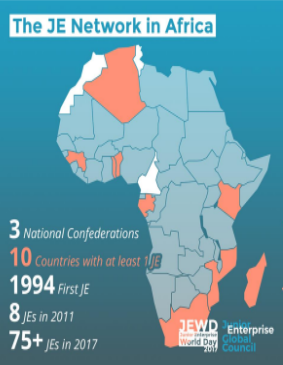 The JE Network in Africa
3 National Confederations
10 Countries with at least 1 JE
1994 First JE
8 JEs in 2011
75+ JEs in 2017
JEWD
Junior Enterprise
World Day
2017
Junior
Enterprise
Global
Council